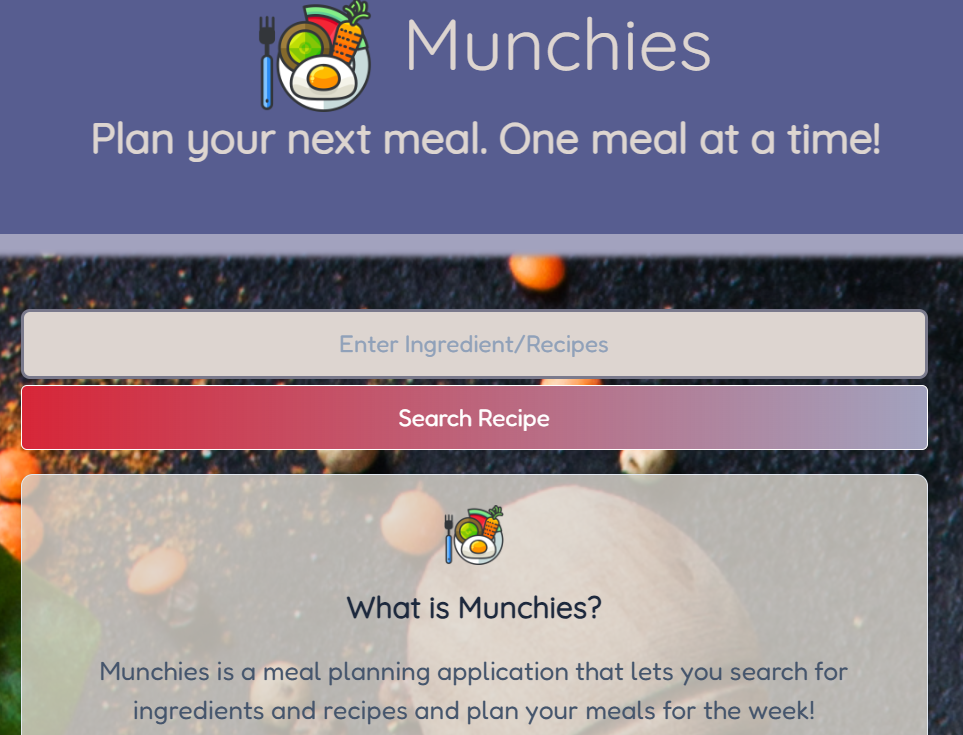 Munchies
Plan your next meal. One meal at a time!
Enter Ingredient/Recipes
Search Recipe
What is Munchies?
Munchies is a meal planning application that lets you search for
ingredients and recipes and plan your meals for the week!